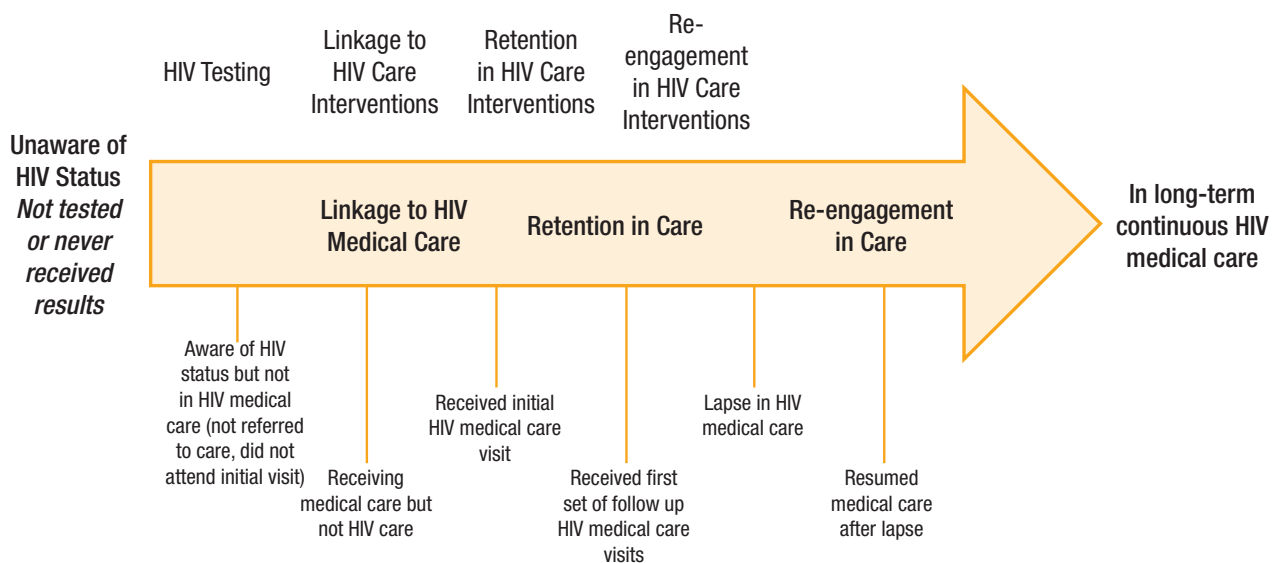 HIV Testing
Linkage to
HIV Care
Interventions
Retention
in HIV Care
Interventions
Re-
engagement
in HIV Care
Interventions
Unaware of
HIV Status
Not tested
or never
received
results
Linkage to HIV
Medical Care
Retention in Care
Re-engagement
in Care
In long-term
continuous HIV
medical care
Aware of HIV
status but not
in HIV medical
care (not referred
to care, did not
attend initial visit)
Receiving
medical care but
not HIV care
Received initial
HIV medical care
visit
Received first
set of follow up
HIV medical care
visits
Lapse in HIV
medical care
Resumed
medical care
after lapse